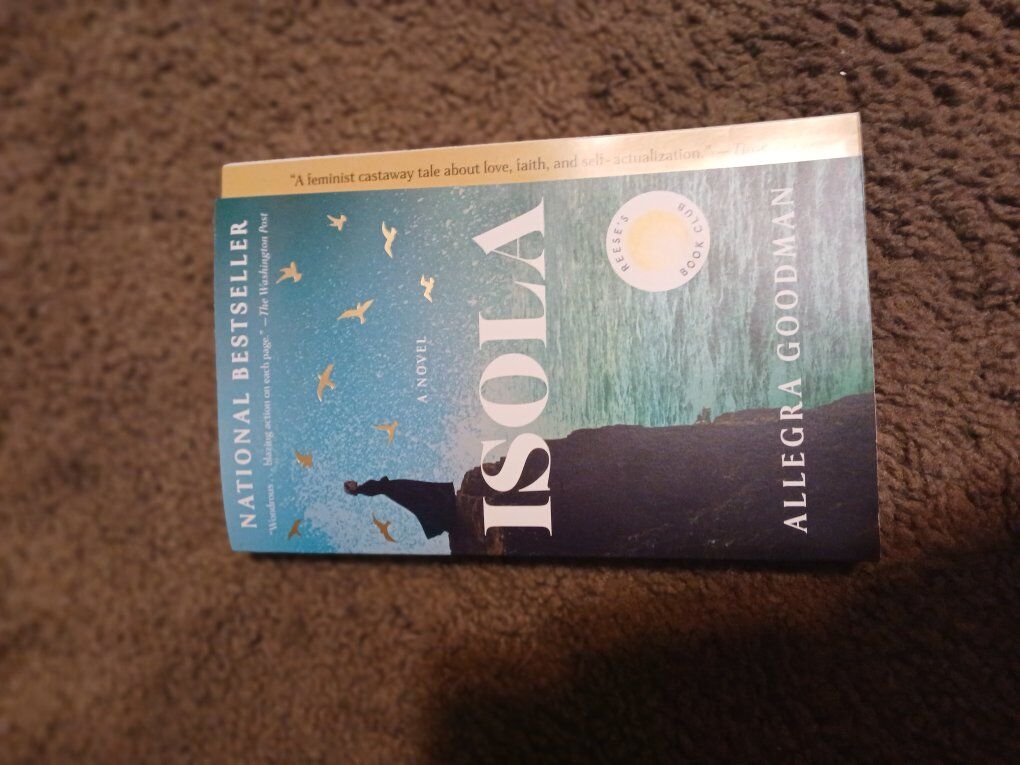 NATIONAL BESTSELLER
"Wondrous . . . blazing action on each page." —The Washington Post
A NOVEL
ISOLA
REESE'S
BOOK CLUB
ALLEGRA GOODMAN
"A feminist castaway tale about love, faith, and self-actualization." —